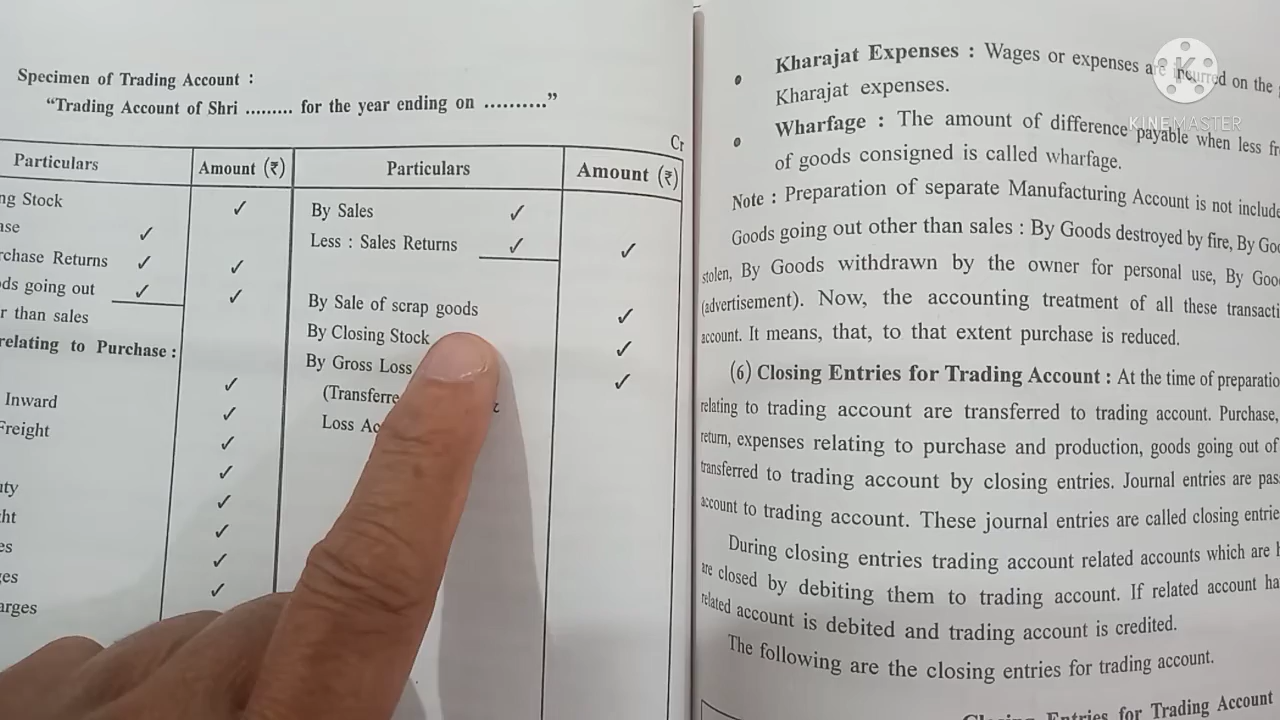 Specimen of Trading Account :
"Trading Account of Shri ......... for the year ending on .........."
Cr
Particulars Amount (₹) Particulars Amount (₹)
ng Stock ✓
ase ✓
rchase Returns ✓ ✓
ds going out ✓ ✓
r than sales
relating to Purchase :
✓
Inward ✓
Freight ✓
✓
uty ✓
ht ✓
es ✓
ges ✓
arges
By Sales ✓
Less : Sales Returns ✓ ✓
By Sale of scrap goods ✓
By Closing Stock ✓
By Gross Loss ✓
(Transferre
Loss Ac
• Kharajat Expenses : Wages or expenses are incurred on the
Kharajat expenses.
• Wharfage : The amount of difference payable when less fr
of goods consigned is called wharfage.
Note : Preparation of separate Manufacturing Account is not include
Goods going out other than sales : By Goods destroyed by fire, By Goo
stolen, By Goods withdrawn by the owner for personal use, By Goo
(advertisement). Now, the accounting treatment of all these transacti
account. It means, that, to that extent purchase is reduced.
(6) Closing Entries for Trading Account : At the time of preparatio
relating to trading account are transferred to trading account. Purchase,
return, expenses relating to purchase and production, goods going out of
transferred to trading account by closing entries. Journal entries are pas
account to trading account. These journal entries are called closing entrie
During closing entries trading account related accounts which are
are closed by debiting them to trading account. If related account ha
related account is debited and trading account is credited.
The following are the closing entries for trading account.
Closing Entries for Trading Account
K
KINEMASTER